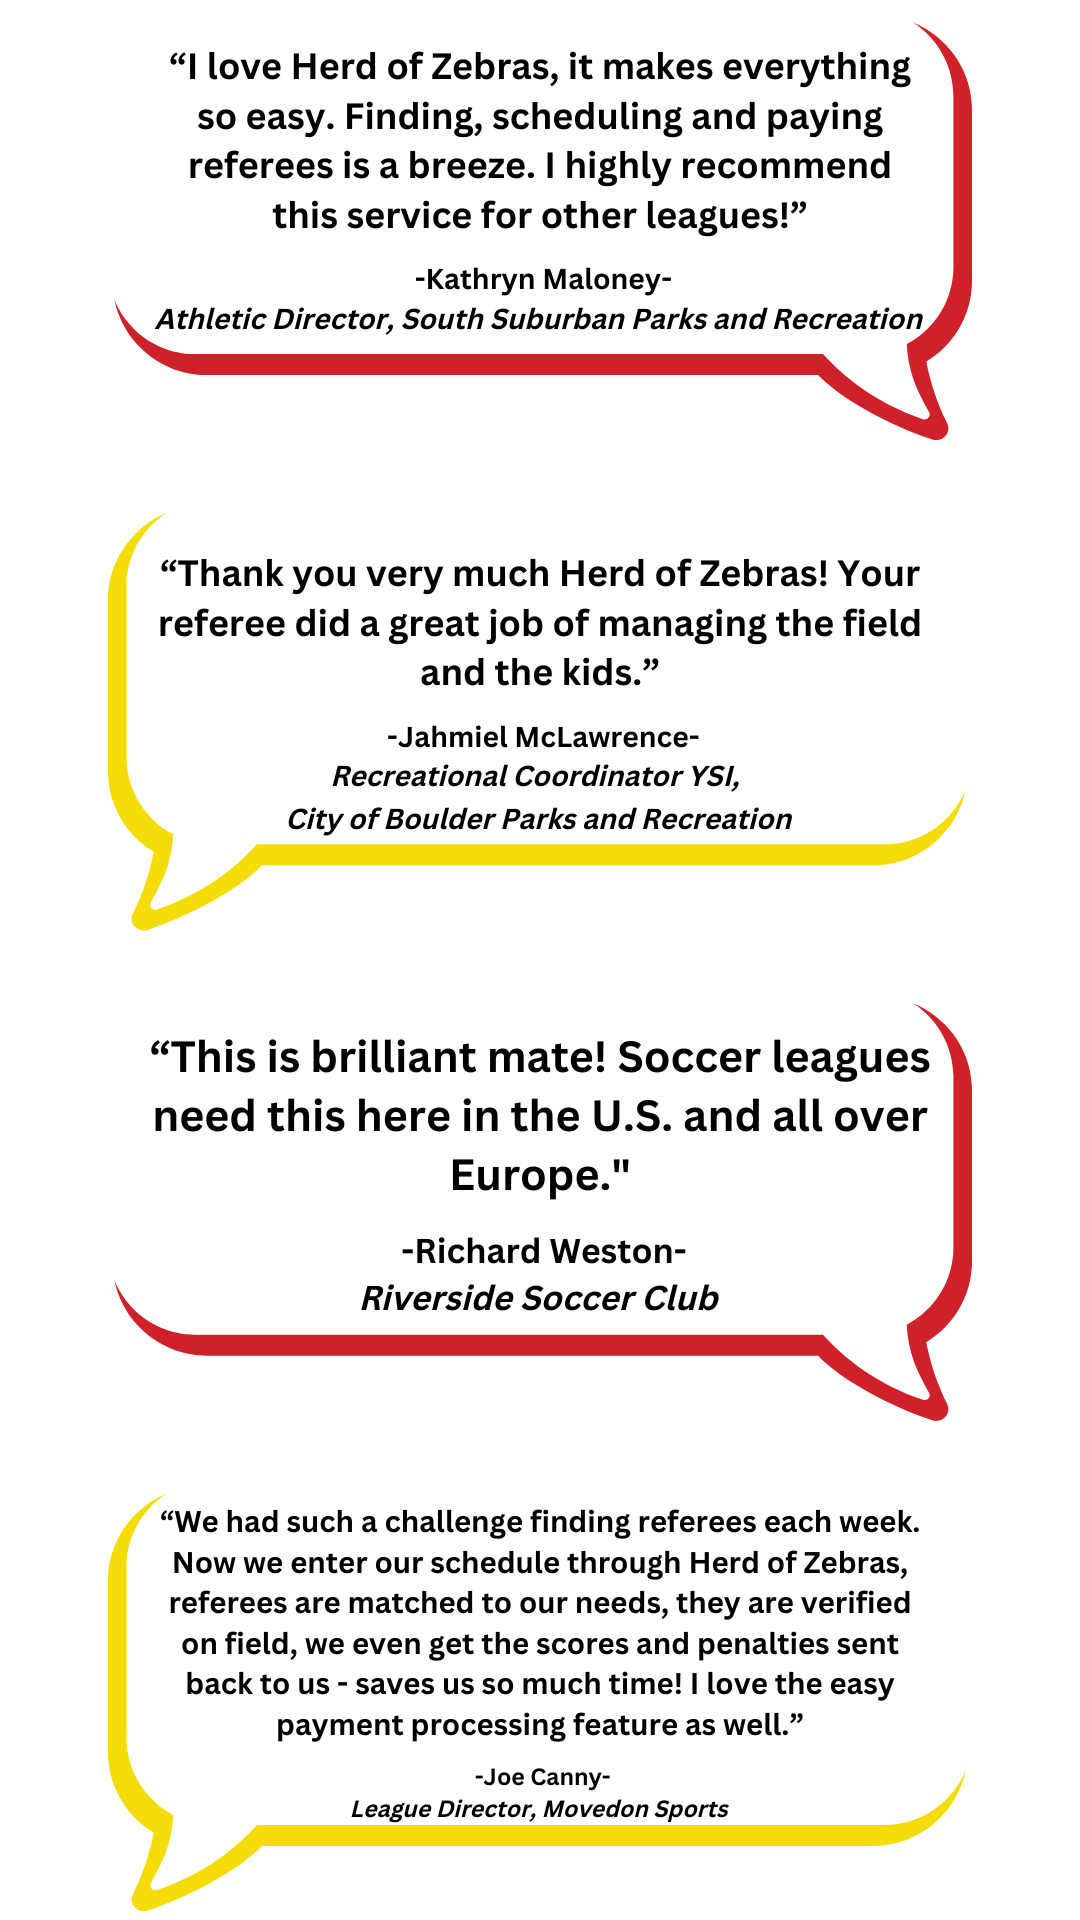 “I love Herd of Zebras, it makes everything
so easy. Finding, scheduling and paying
referees is a breeze. I highly recommend
this service for other leagues!”
-Kathryn Maloney-
Athletic Director, South Suburban Parks and Recreation
“Thank you very much Herd of Zebras! Your
referee did a great job of managing the field
and the kids.”
-Jahmiel McLawrence-
Recreational Coordinator YSI,
City of Boulder Parks and Recreation
“This is brilliant mate! Soccer leagues
need this here in the U.S. and all over
Europe."
-Richard Weston-
Riverside Soccer Club
“We had such a challenge finding referees each week.
Now we enter our schedule through Herd of Zebras,
referees are matched to our needs, they are verified
on field, we even get the scores and penalties sent
back to us - saves us so much time! I love the easy
payment processing feature as well.”
-Joe Canny-
League Director, Movedon Sports